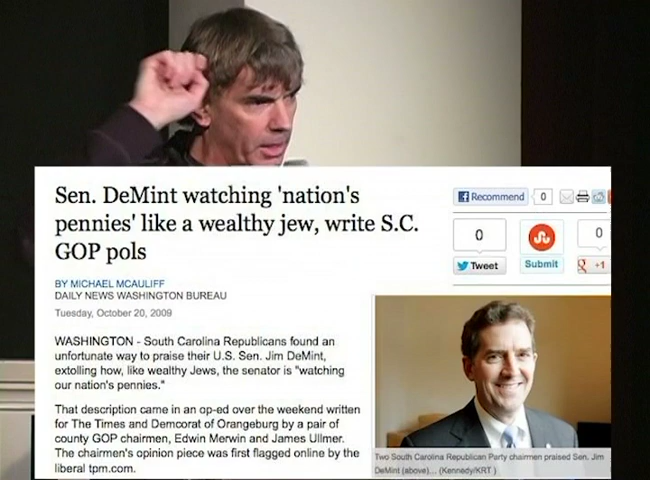 Sen. DeMint watching 'nation's
pennies' like a wealthy jew, write S.C.
GOP pols
Recommend 0
0 0
Tweet Submit +1
BY MICHAEL MCAULIFF
DAILY NEWS WASHINGTON BUREAU
Tuesday, October 20, 2009
WASHINGTON - South Carolina Republicans found an
unfortunate way to praise their U.S. Sen. Jim DeMint,
extolling how, like wealthy Jews, the senator is "watching
our nation's pennies."
That description came in an op-ed over the weekend written
for The Times and Demcorat of Orangeburg by a pair of
county GOP chairmen, Edwin Merwin and James Ullmer.
The chairmen's opinion piece was first flagged online by the
liberal tpm.com.
Two South Carolina Republican Party chairmen praised Sen. Jim
DeMint (above)... (Kennedy/KRT )